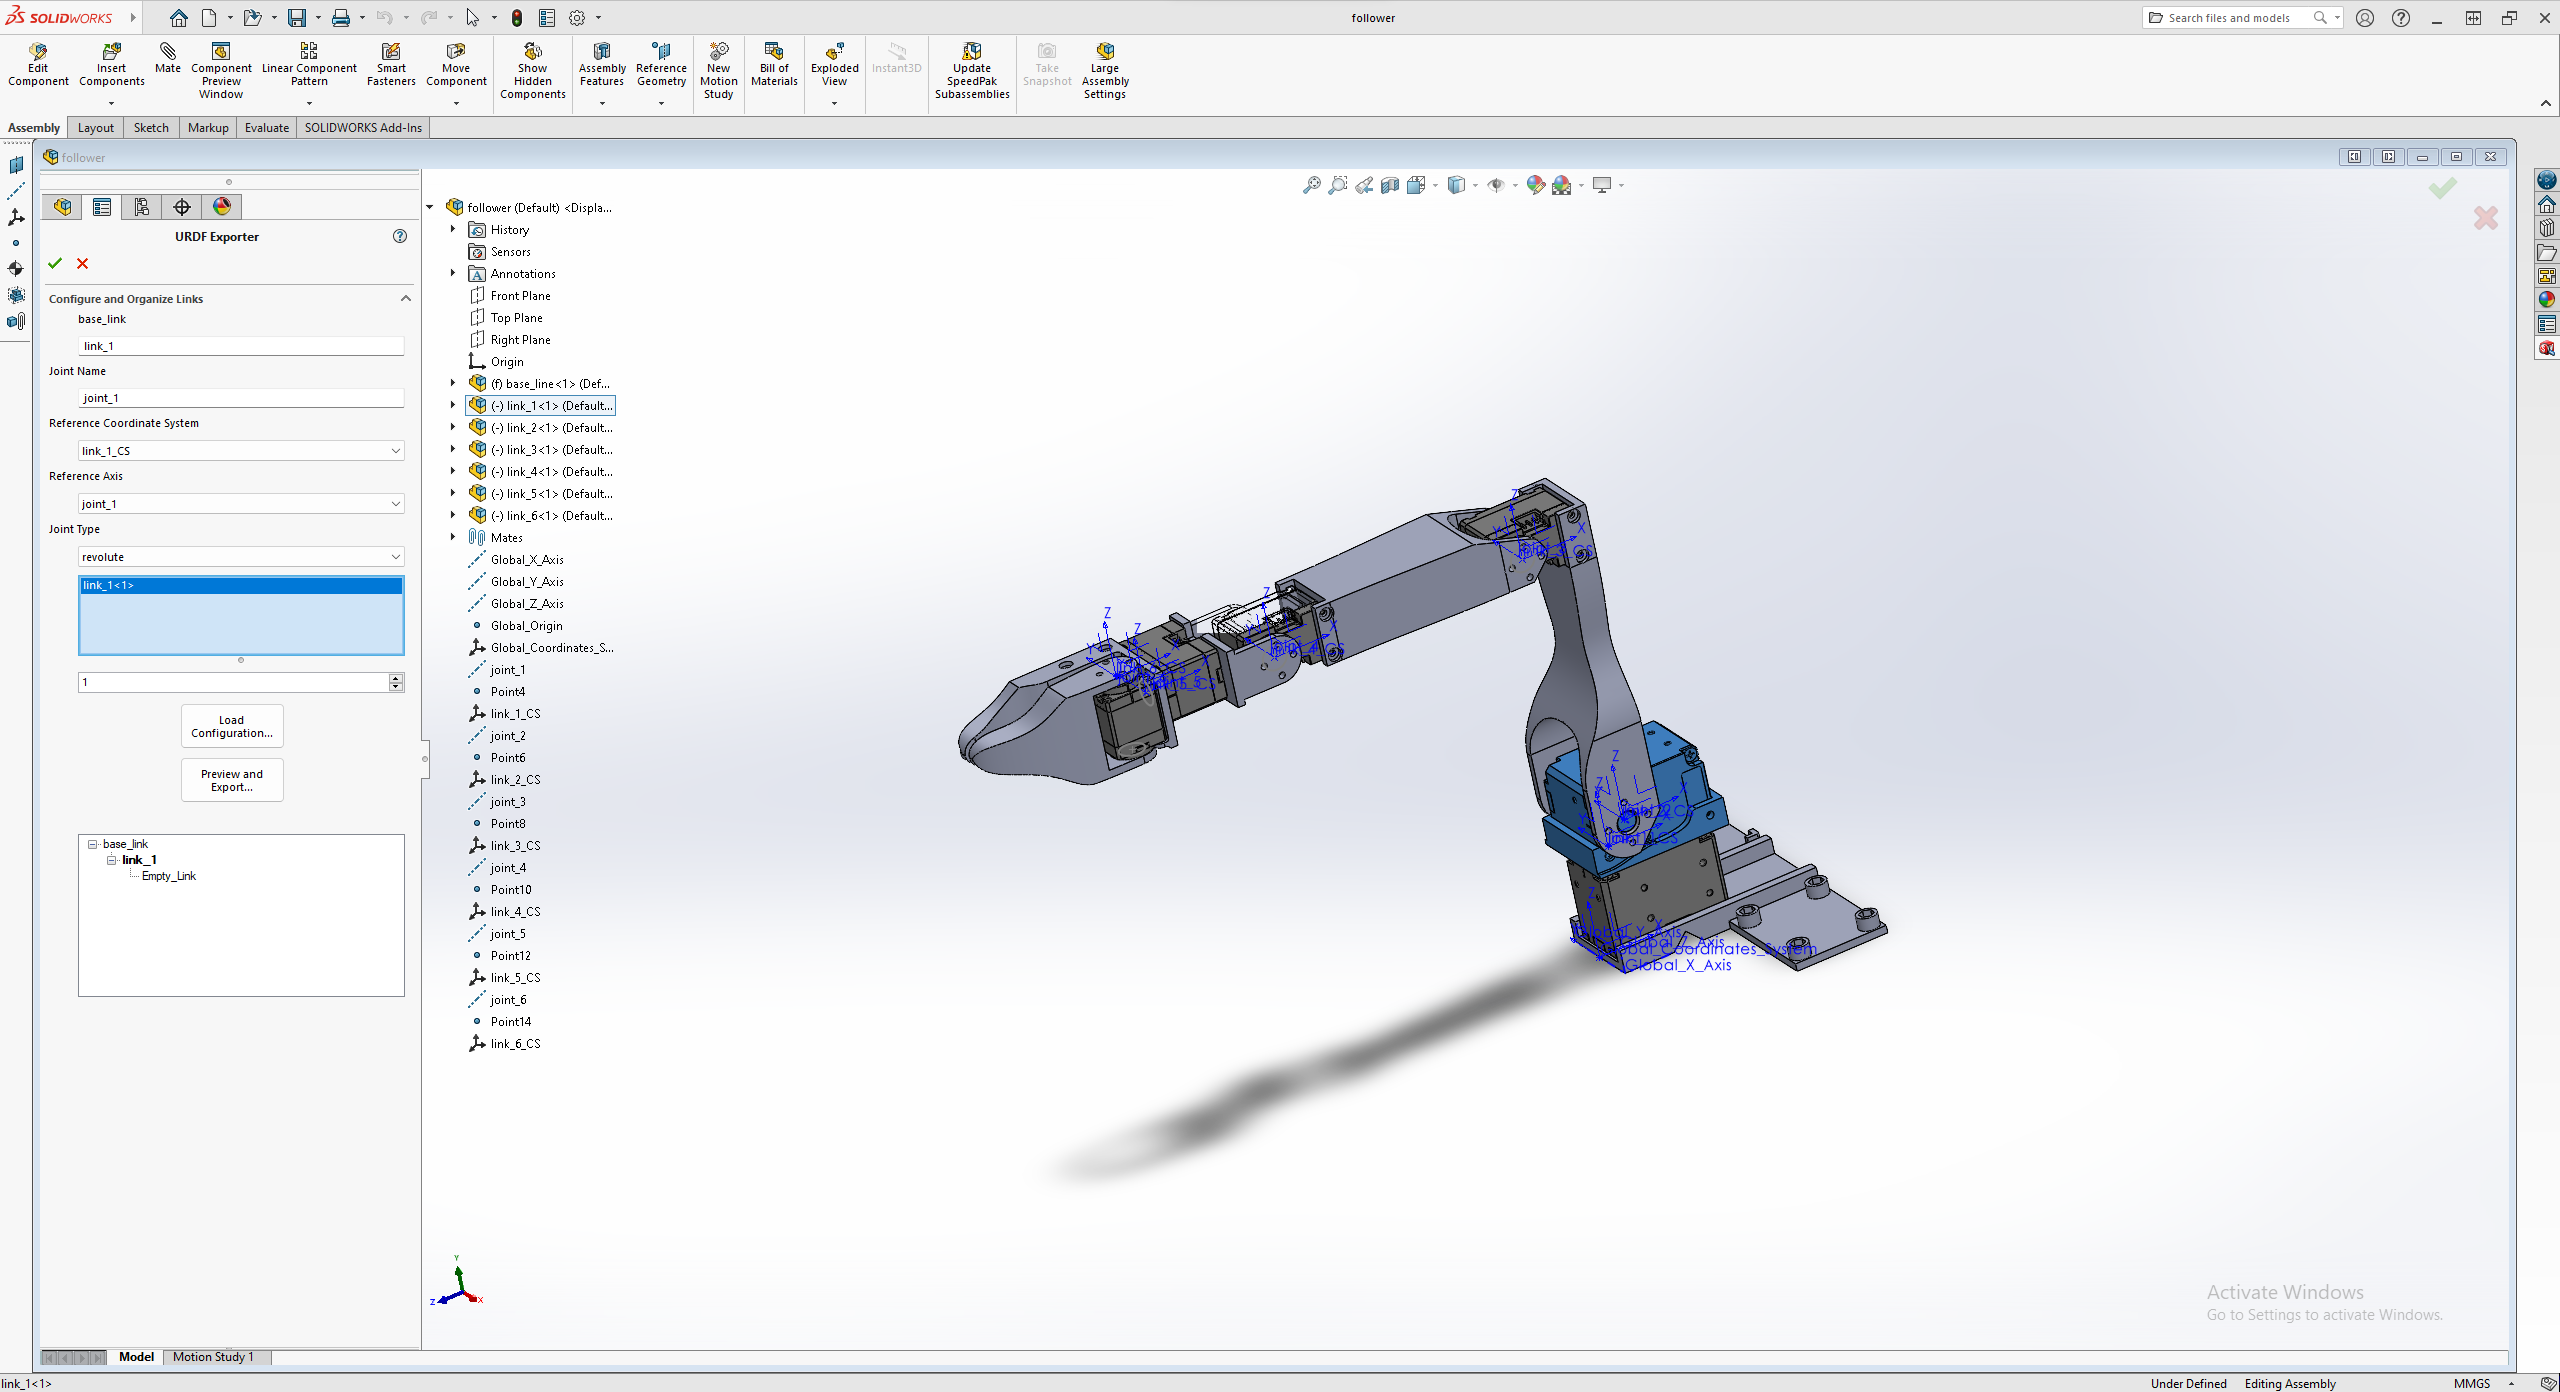 SOLIDWORKS
follower
Search files and models
Edit Component
Insert Components
Mate
Component Preview Window
Linear Component Pattern
Smart Fasteners
Move Component
Show Hidden Components
Assembly Features
Reference Geometry
New Motion Study
Bill of Materials
Exploded View
Instant3D
Update SpeedPak Subassemblies
Take Snapshot
Large Assembly Settings
Assembly
Layout
Sketch
Markup
Evaluate
SOLIDWORKS Add-Ins
follower
URDF Exporter
Configure and Organize Links
base_link
link_1
Joint Name
joint_1
Reference Coordinate System
link_1_CS
Reference Axis
joint_1
Joint Type
revolute
link_1<1>
1
Load Configuration...
Preview and Export...
base_link
link_1
Empty_Link
follower (Default) <Displa...
History
Sensors
Annotations
Front Plane
Top Plane
Right Plane
Origin
(f) base_line<1> (Def...
(-) link_1<1> (Default...
(-) link_2<1> (Default...
(-) link_3<1> (Default...
(-) link_4<1> (Default...
(-) link_5<1> (Default...
(-) link_6<1> (Default...
Mates
Global_X_Axis
Global_Y_Axis
Global_Z_Axis
Global_Origin
Global_Coordinates_S...
joint_1
Point4
link_1_CS
joint_2
Point6
link_2_CS
joint_3
Point8
link_3_CS
joint_4
Point10
link_4_CS
joint_5
Point12
link_5_CS
joint_6
Point14
link_6_CS
Global_Y_Axis
Global_Z_Axis
Global_Coordinates_System
Global_X_Axis
Y
Z
X
Activate Windows
Go to Settings to activate Windows.
Model
Motion Study 1
link_1<1>
Under Defined
Editing Assembly
MMGS